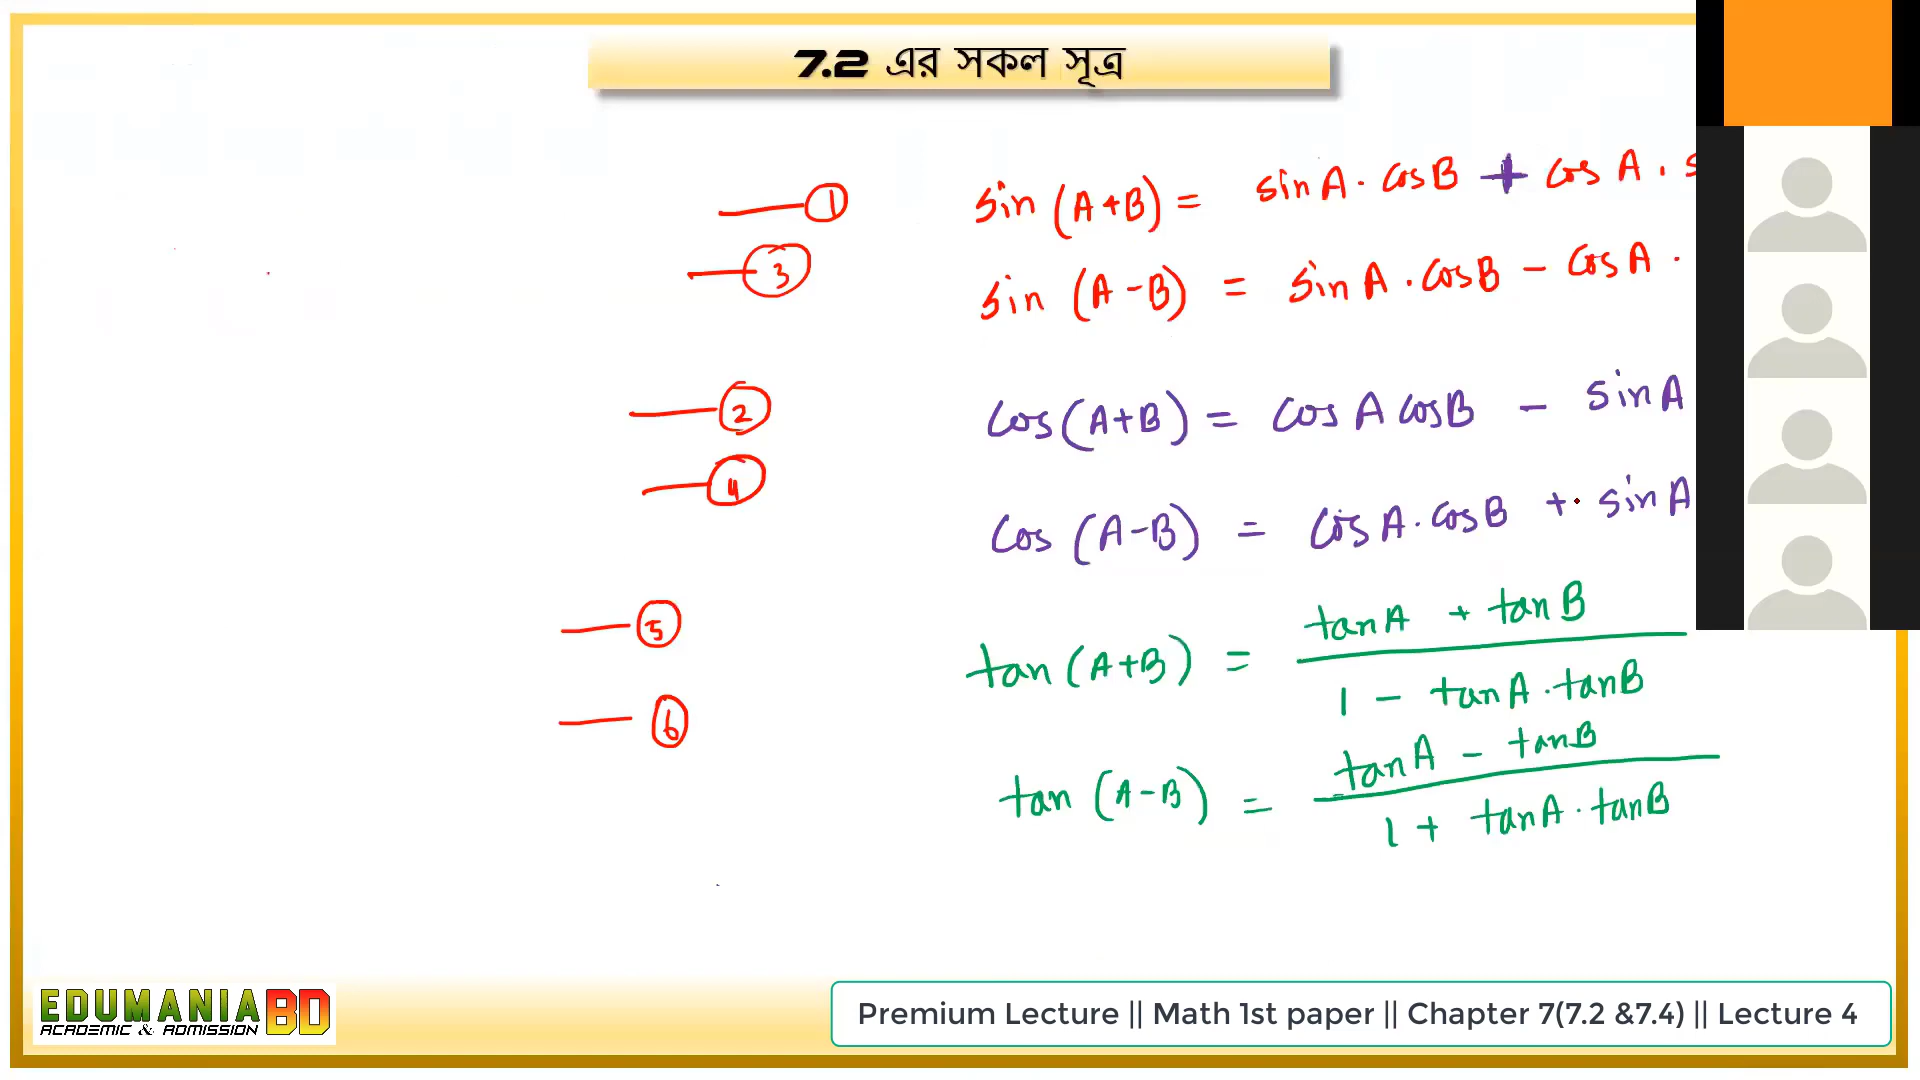 7.2 এর সকল সূত্র
① sin (A+B) = sin A · cos B + cos A · s
③ sin (A-B) = sin A · cos B - cos A ·
② cos (A+B) = cos A cos B - sin A
④ cos (A-B) = cos A · cos B + sin A
⑤ tan (A+B) = tan A + tan B
1 - tan A · tan B
⑥ tan (A-B) = tan A - tan B
1 + tan A · tan B
EDUMANIA BD
ACADEMIC & ADMISSION
Premium Lecture || Math 1st paper || Chapter 7(7.2 &7.4) || Lecture 4